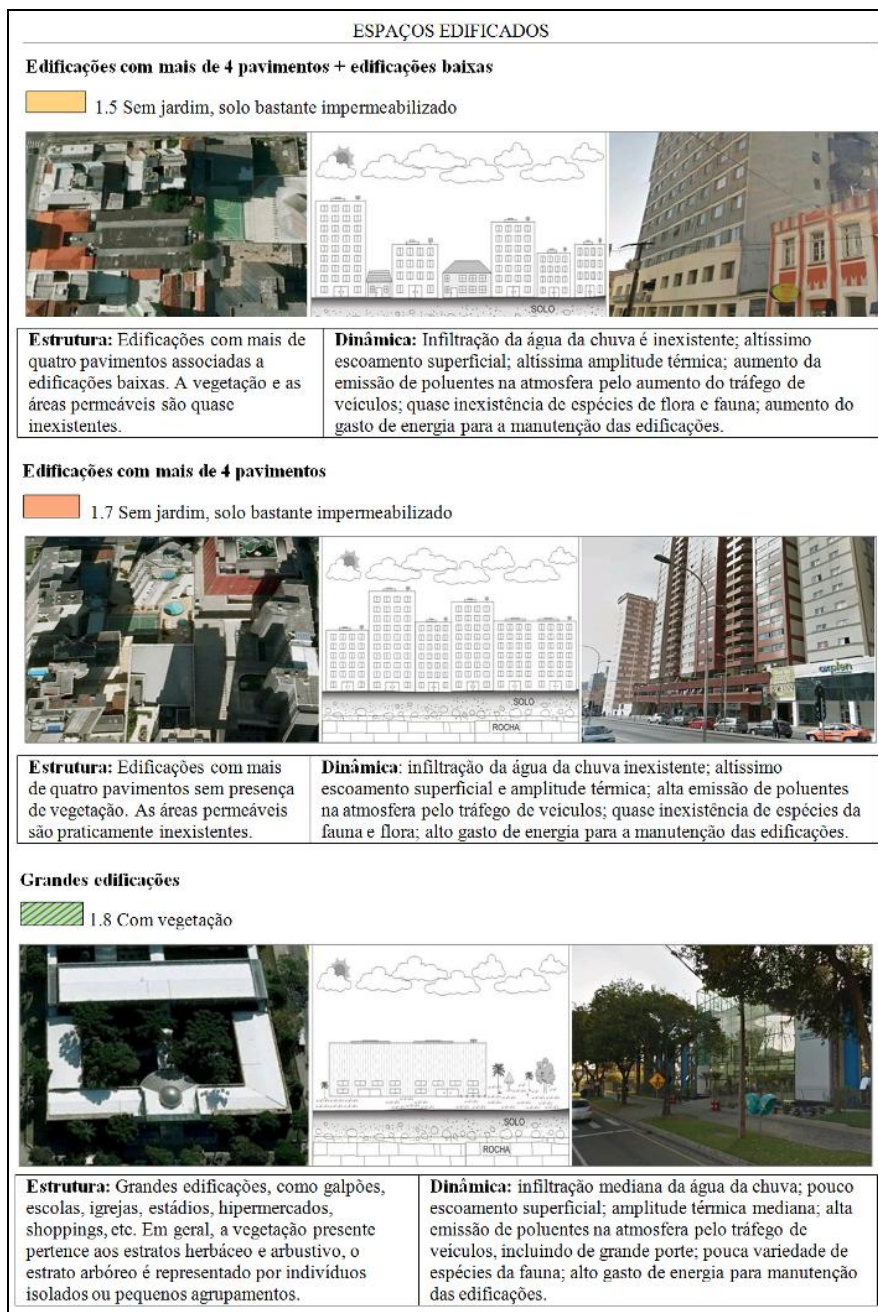 ESPAÇOS EDIFICADOS
Edificações com mais de 4 pavimentos + edificações baixas
1.5 Sem jardim, solo bastante impermeabilizado
SOLO
Estrutura: Edificações com mais de
quatro pavimentos associadas a
edificações baixas. A vegetação e as
áreas permeáveis são quase
inexistentes.
Dinâmica: Infiltração da água da chuva é inexistente; altíssimo
escoamento superficial; altissima amplitude térmica; aumento da
emissão de poluentes na atmosfera pelo aumento do tráfego de
veículos; quase inexistência de espécies de flora e fauna; aumento do
gasto de energia para a manutenção das edificações.
Edificações com mais de 4 pavimentos
1.7 Sem jardim, solo bastante impermeabilizado
oxplen
SOLO
ROCHA
Estrutura: Edificações com mais
de quatro pavimentos sem presença
de vegetação. As áreas permeáveis
são praticamente inexistentes.
Dinâmica: infiltração da água da chuva inexistente; altíssimo
escoamento superficial e amplitude térmica; alta emissão de poluentes
na atmosfera pelo tráfego de veículos; quase inexistência de espécies da
fauna e flora; alto gasto de energia para a manutenção das edificações.
Grandes edificações
1.8 Com vegetação
SOLO
ROCHA
Estrutura: Grandes edificações, como galpões,
escolas, igrejas, estádios, hipermercados,
shoppings, etc. Em geral, a vegetação presente
pertence aos estratos herbáceo e arbustivo, o
estrato arbóreo é representado por indivíduos
isolados ou pequenos agrupamentos.
Dinâmica: infiltração mediana da água da chuva; pouco
escoamento superficial; amplitude térmica mediana; alta
emissão de poluentes na atmosfera pelo tráfego de
veículos, incluindo de grande porte; pouca variedade de
espécies da fauna; alto gasto de energia para manutenção
das edificações.